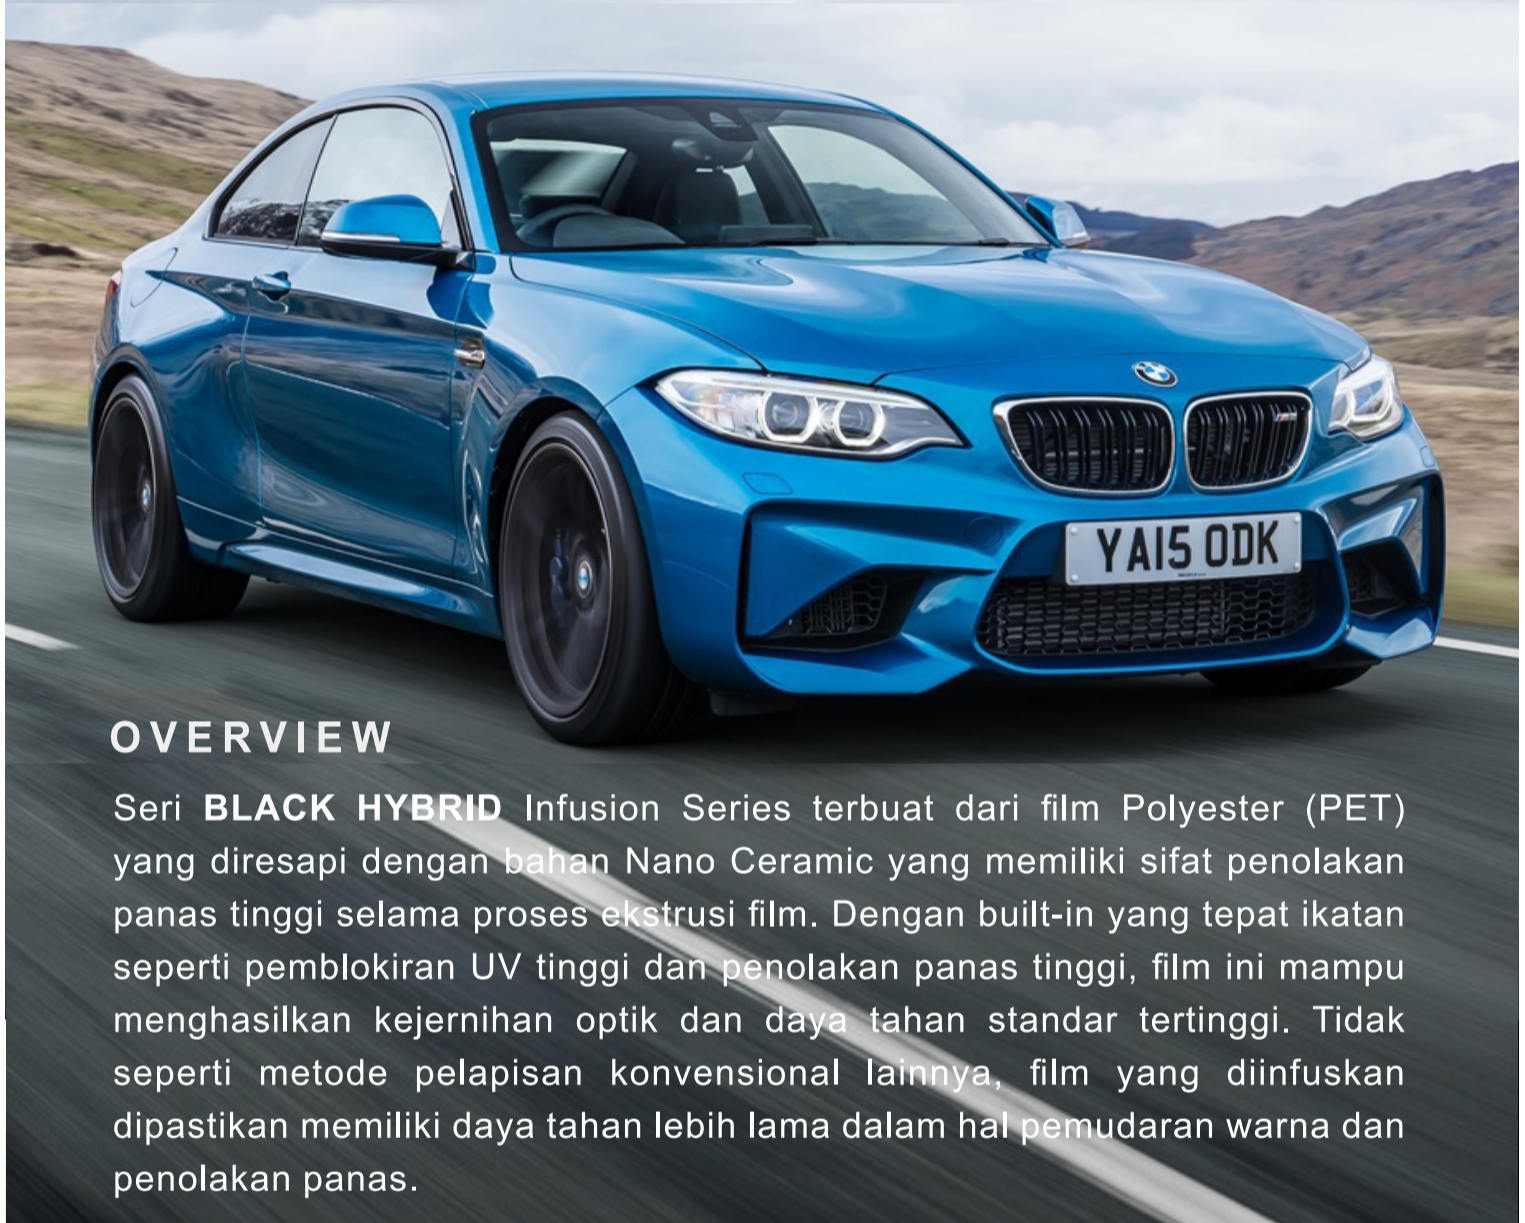 YA15 ODK
OVERVIEW
Seri BLACK HYBRID Infusion Series terbuat dari film Polyester (PET)
yang diresapi dengan bahan Nano Ceramic yang memiliki sifat penolakan
panas tinggi selama proses ekstrusi film. Dengan built-in yang tepat ikatan
seperti pemblokiran UV tinggi dan penolakan panas tinggi, film ini mampu
menghasilkan kejernihan optik dan daya tahan standar tertinggi. Tidak
seperti metode pelapisan konvensional lainnya, film yang diinfuskan
dipastikan memiliki daya tahan lebih lama dalam hal pemudaran warna dan
penolakan panas.